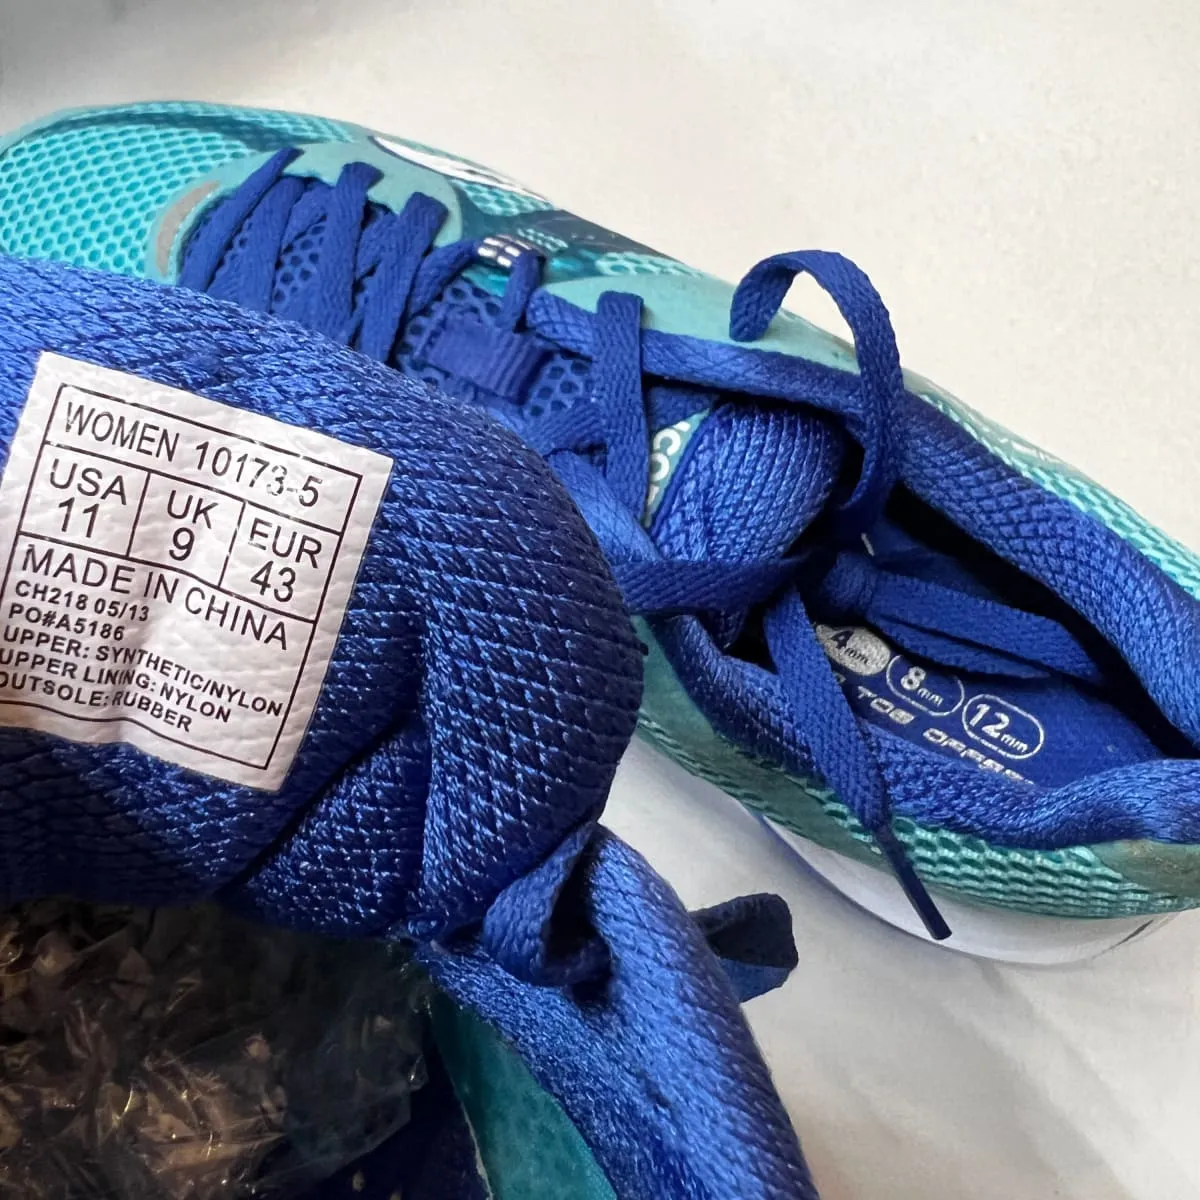 WOMEN 10173-5
USA UK EUR
11 9 43
MADE IN CHINA
CH218 05/13
PO#A5186
UPPER: SYNTHETIC/NYLON
UPPER LINING: NYLON
OUTSOLE: RUBBER
4mm 8mm 12mm
TOE